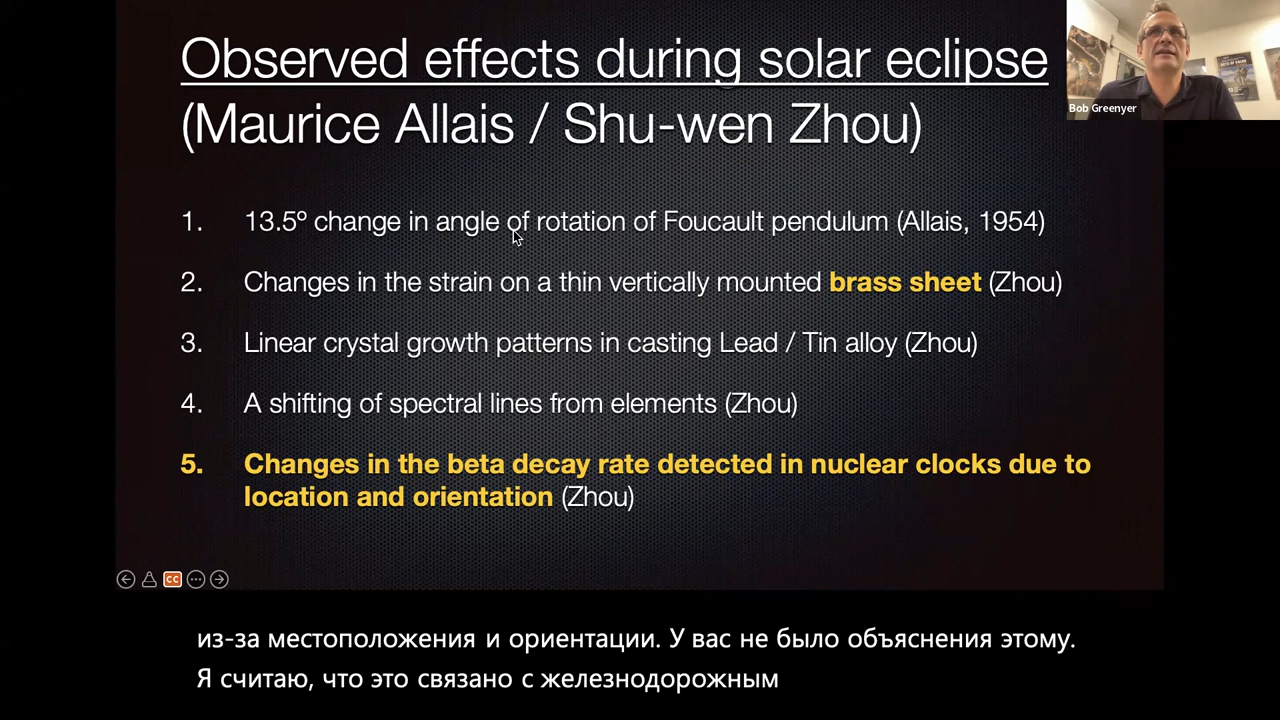 Observed effects during solar eclipse
(Maurice Allais / Shu-wen Zhou)
Bob Greenyer
1. 13.5º change in angle of rotation of Foucault pendulum (Allais, 1954)
2. Changes in the strain on a thin vertically mounted brass sheet (Zhou)
3. Linear crystal growth patterns in casting Lead / Tin alloy (Zhou)
4. A shifting of spectral lines from elements (Zhou)
5. Changes in the beta decay rate detected in nuclear clocks due to
location and orientation (Zhou)
CC
из-за местоположения и ориентации. У вас не было объяснения этому.
Я считаю, что это связано с железнодорожным